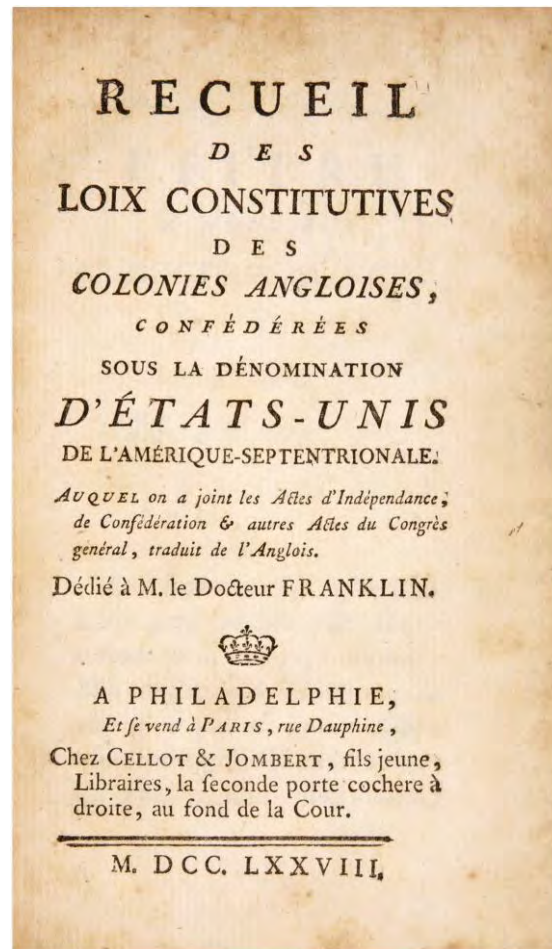 RECUEIL
DES
LOIX CONSTITUTIVES
DES
COLONIES ANGLOISES,
CONFÉDÉRÉES
SOUS LA DÉNOMINATION
D'ÉTATS-UNIS
DE L'AMÉRIQUE-SEPTENTRIONALE.
AUQUEL on a joint les Actes d'Indépendance,
de Confédération & autres Actes du Congrès
général, traduit de l'Anglois.
Dédié à M. le Docteur FRANKLIN.
A PHILADELPHIE,
Et ſe vend à PARIS, rue Dauphine,
Chez CELLOT & JOMBERT, fils jeune,
Libraires, la ſeconde porte cochere à
droite, au fond de la Cour.
M. DCC. LXXVIII.